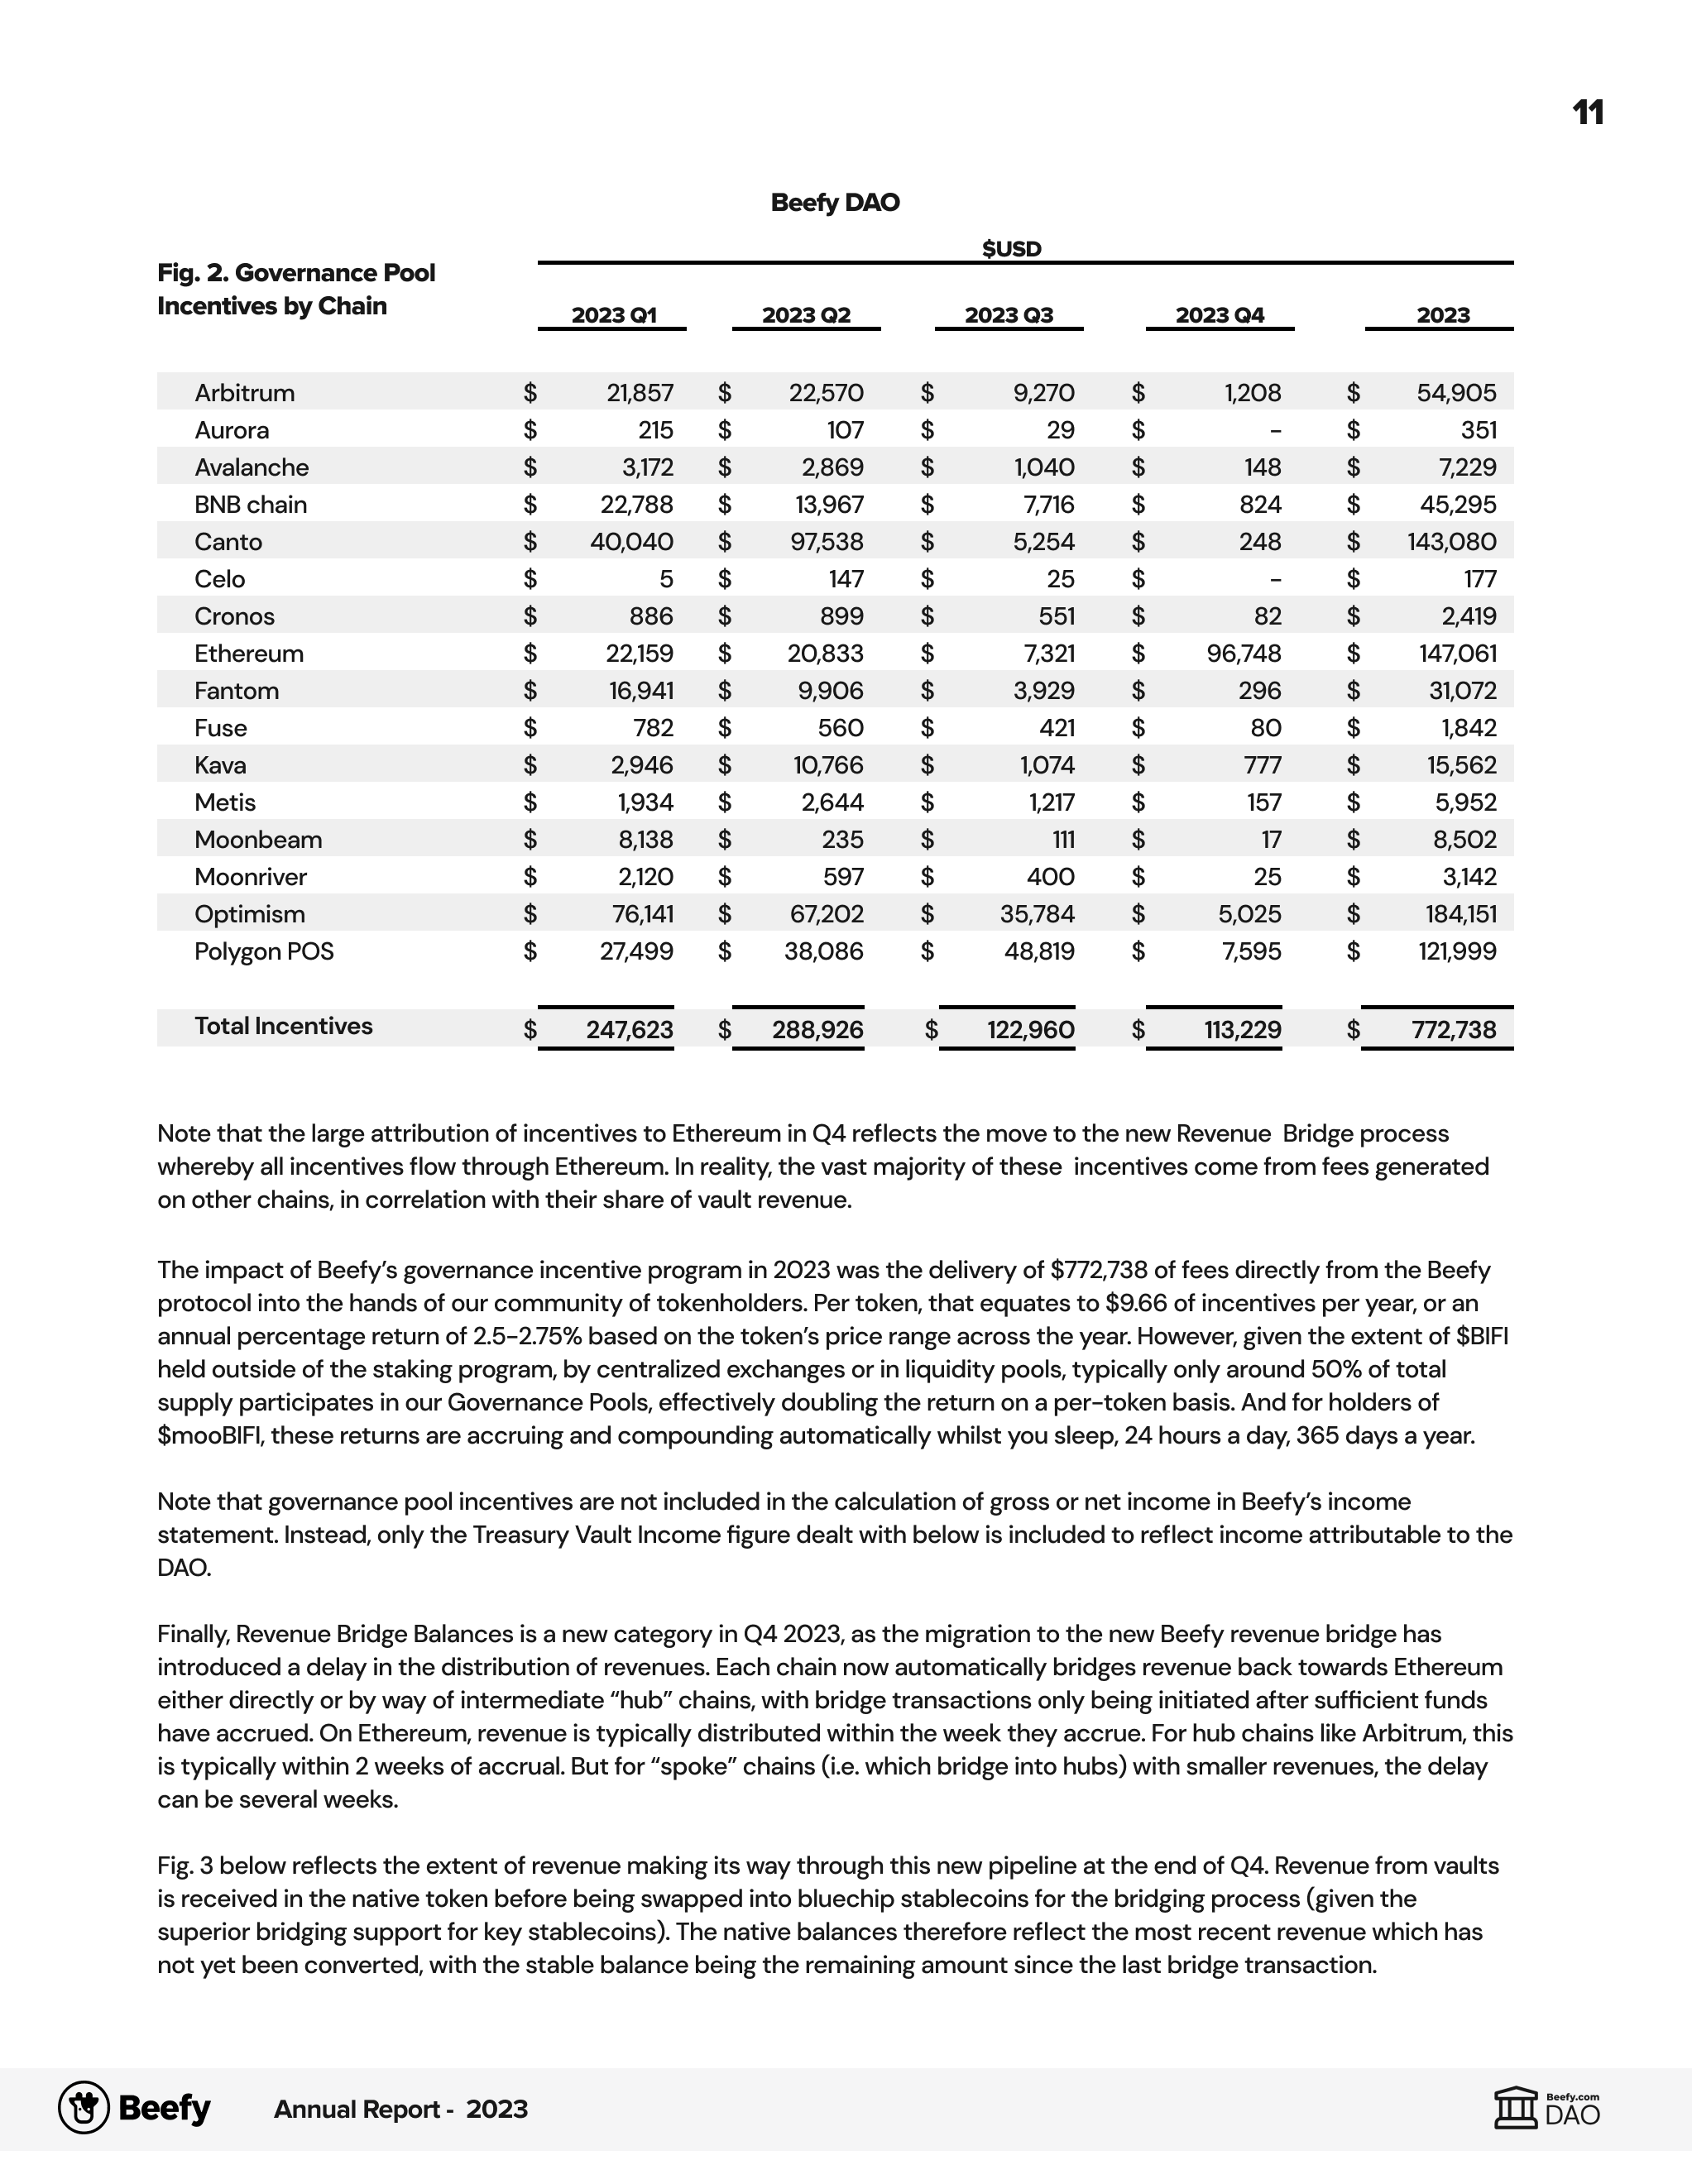 11
Beefy DAO
$USD
Fig. 2. Governance Pool
Incentives by Chain
2023 Q1 2023 Q2 2023 Q3 2023 Q4 2023
Arbitrum $ 21,857 $ 22,570 $ 9,270 $ 1,208 $ 54,905
Aurora $ 215 $ 107 $ 29 $ – $ 351
Avalanche $ 3,172 $ 2,869 $ 1,040 $ 148 $ 7,229
BNB chain $ 22,788 $ 13,967 $ 7,716 $ 824 $ 45,295
Canto $ 40,040 $ 97,538 $ 5,254 $ 248 $ 143,080
Celo $ 5 $ 147 $ 25 $ – $ 177
Cronos $ 886 $ 899 $ 551 $ 82 $ 2,419
Ethereum $ 22,159 $ 20,833 $ 7,321 $ 96,748 $ 147,061
Fantom $ 16,941 $ 9,906 $ 3,929 $ 296 $ 31,072
Fuse $ 782 $ 560 $ 421 $ 80 $ 1,842
Kava $ 2,946 $ 10,766 $ 1,074 $ 777 $ 15,562
Metis $ 1,934 $ 2,644 $ 1,217 $ 157 $ 5,952
Moonbeam $ 8,138 $ 235 $ 111 $ 17 $ 8,502
Moonriver $ 2,120 $ 597 $ 400 $ 25 $ 3,142
Optimism $ 76,141 $ 67,202 $ 35,784 $ 5,025 $ 184,151
Polygon POS $ 27,499 $ 38,086 $ 48,819 $ 7,595 $ 121,999
Total Incentives $ 247,623 $ 288,926 $ 122,960 $ 113,229 $ 772,738
Note that the large attribution of incentives to Ethereum in Q4 reflects the move to the new Revenue Bridge process
whereby all incentives flow through Ethereum. In reality, the vast majority of these incentives come from fees generated
on other chains, in correlation with their share of vault revenue.
The impact of Beefy’s governance incentive program in 2023 was the delivery of $772,738 of fees directly from the Beefy
protocol into the hands of our community of tokenholders. Per token, that equates to $9.66 of incentives per year, or an
annual percentage return of 2.5–2.75% based on the token’s price range across the year. However, given the extent of $BIFI
held outside of the staking program, by centralized exchanges or in liquidity pools, typically only around 50% of total
supply participates in our Governance Pools, effectively doubling the return on a per-token basis. And for holders of
$mooBIFI, these returns are accruing and compounding automatically whilst you sleep, 24 hours a day, 365 days a year.
Note that governance pool incentives are not included in the calculation of gross or net income in Beefy’s income
statement. Instead, only the Treasury Vault Income figure dealt with below is included to reflect income attributable to the
DAO.
Finally, Revenue Bridge Balances is a new category in Q4 2023, as the migration to the new Beefy revenue bridge has
introduced a delay in the distribution of revenues. Each chain now automatically bridges revenue back towards Ethereum
either directly or by way of intermediate “hub” chains, with bridge transactions only being initiated after sufficient funds
have accrued. On Ethereum, revenue is typically distributed within the week they accrue. For hub chains like Arbitrum, this
is typically within 2 weeks of accrual. But for “spoke” chains (i.e. which bridge into hubs) with smaller revenues, the delay
can be several weeks.
Fig. 3 below reflects the extent of revenue making its way through this new pipeline at the end of Q4. Revenue from vaults
is received in the native token before being swapped into bluechip stablecoins for the bridging process (given the
superior bridging support for key stablecoins). The native balances therefore reflect the most recent revenue which has
not yet been converted, with the stable balance being the remaining amount since the last bridge transaction.
Beefy Annual Report - 2023 Beefy.com
DAO